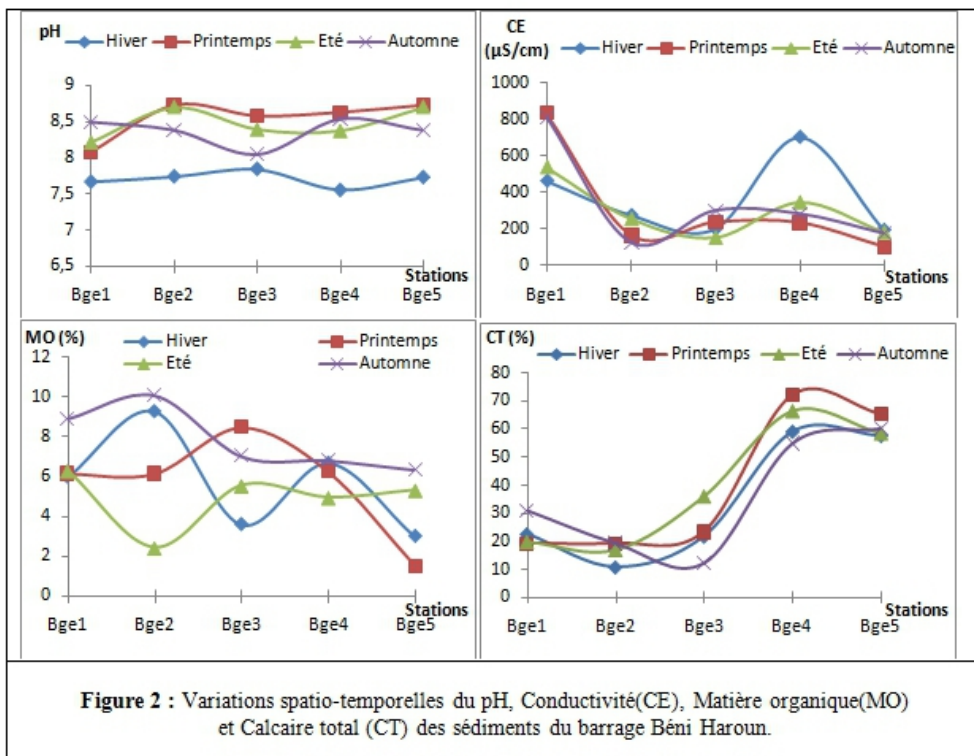 pH
Hiver Printemps Eté Automne
9
8,5
8
7,5
7
6,5
Stations
Bge1 Bge2 Bge3 Bge4 Bge5
CE
(µS/cm)
Hiver Printemps Eté Automne
1000
800
600
400
200
0
Stations
Bge1 Bge2 Bge3 Bge4 Bge5
MO (%)
Hiver Printemps
Eté Automne
12
10
8
6
4
2
0
Stations
Bge1 Bge2 Bge3 Bge4 Bge5
CT (%)
Hiver Printemps Eté Automne
80
70
60
50
40
30
20
10
0
Stations
Bge1 Bge2 Bge3 Bge4 Bge5
Figure 2 : Variations spatio-temporelles du pH, Conductivité(CE), Matière organique(MO)
et Calcaire total (CT) des sédiments du barrage Béni Haroun.